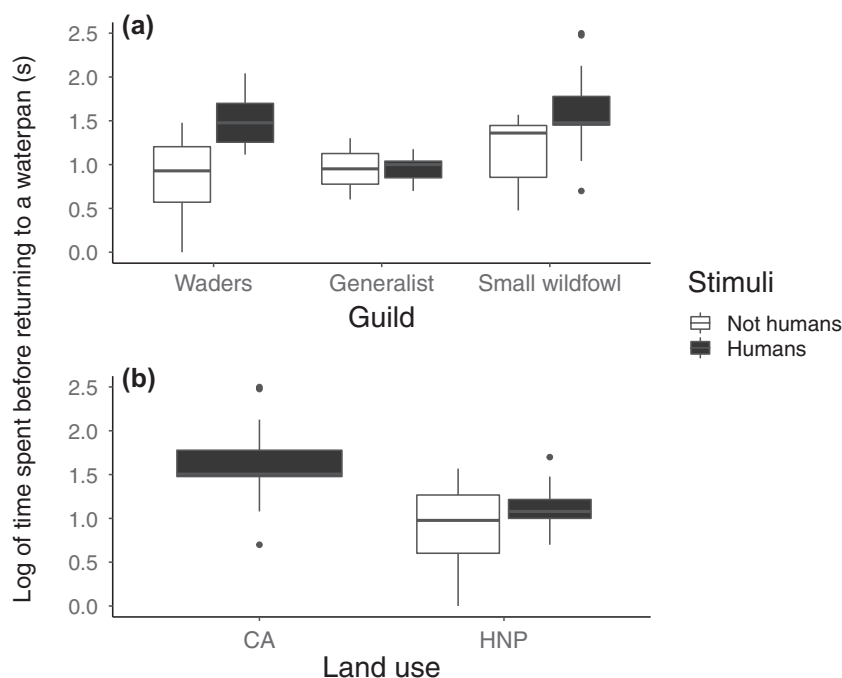 (a)
Log of time spent before returning to a waterpan (s)
2.5
2.0
1.5
1.0
0.5
0.0
Waders Generalist Small wildfowl
Guild
Stimuli
Not humans
Humans
(b)
2.5
2.0
1.5
1.0
0.5
0.0
CA HNP
Land use